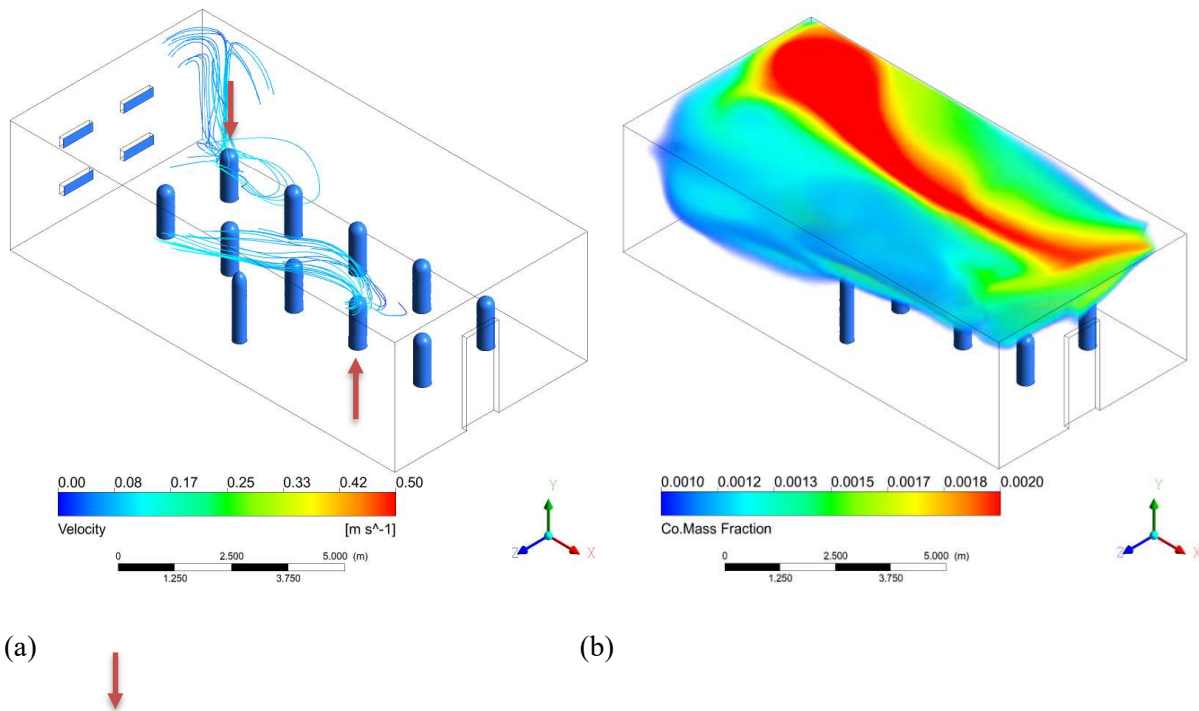 0.00 0.08 0.17 0.25 0.33 0.42 0.50
Velocity [m s^-1]
0 2.500 5.000 (m)
1.250 3.750
Y
Z X
0.0010 0.0012 0.0013 0.0015 0.0017 0.0018 0.0020
Co.Mass Fraction
0 2.500 5.000 (m)
1.250 3.750
Y
Z X
(a) (b)